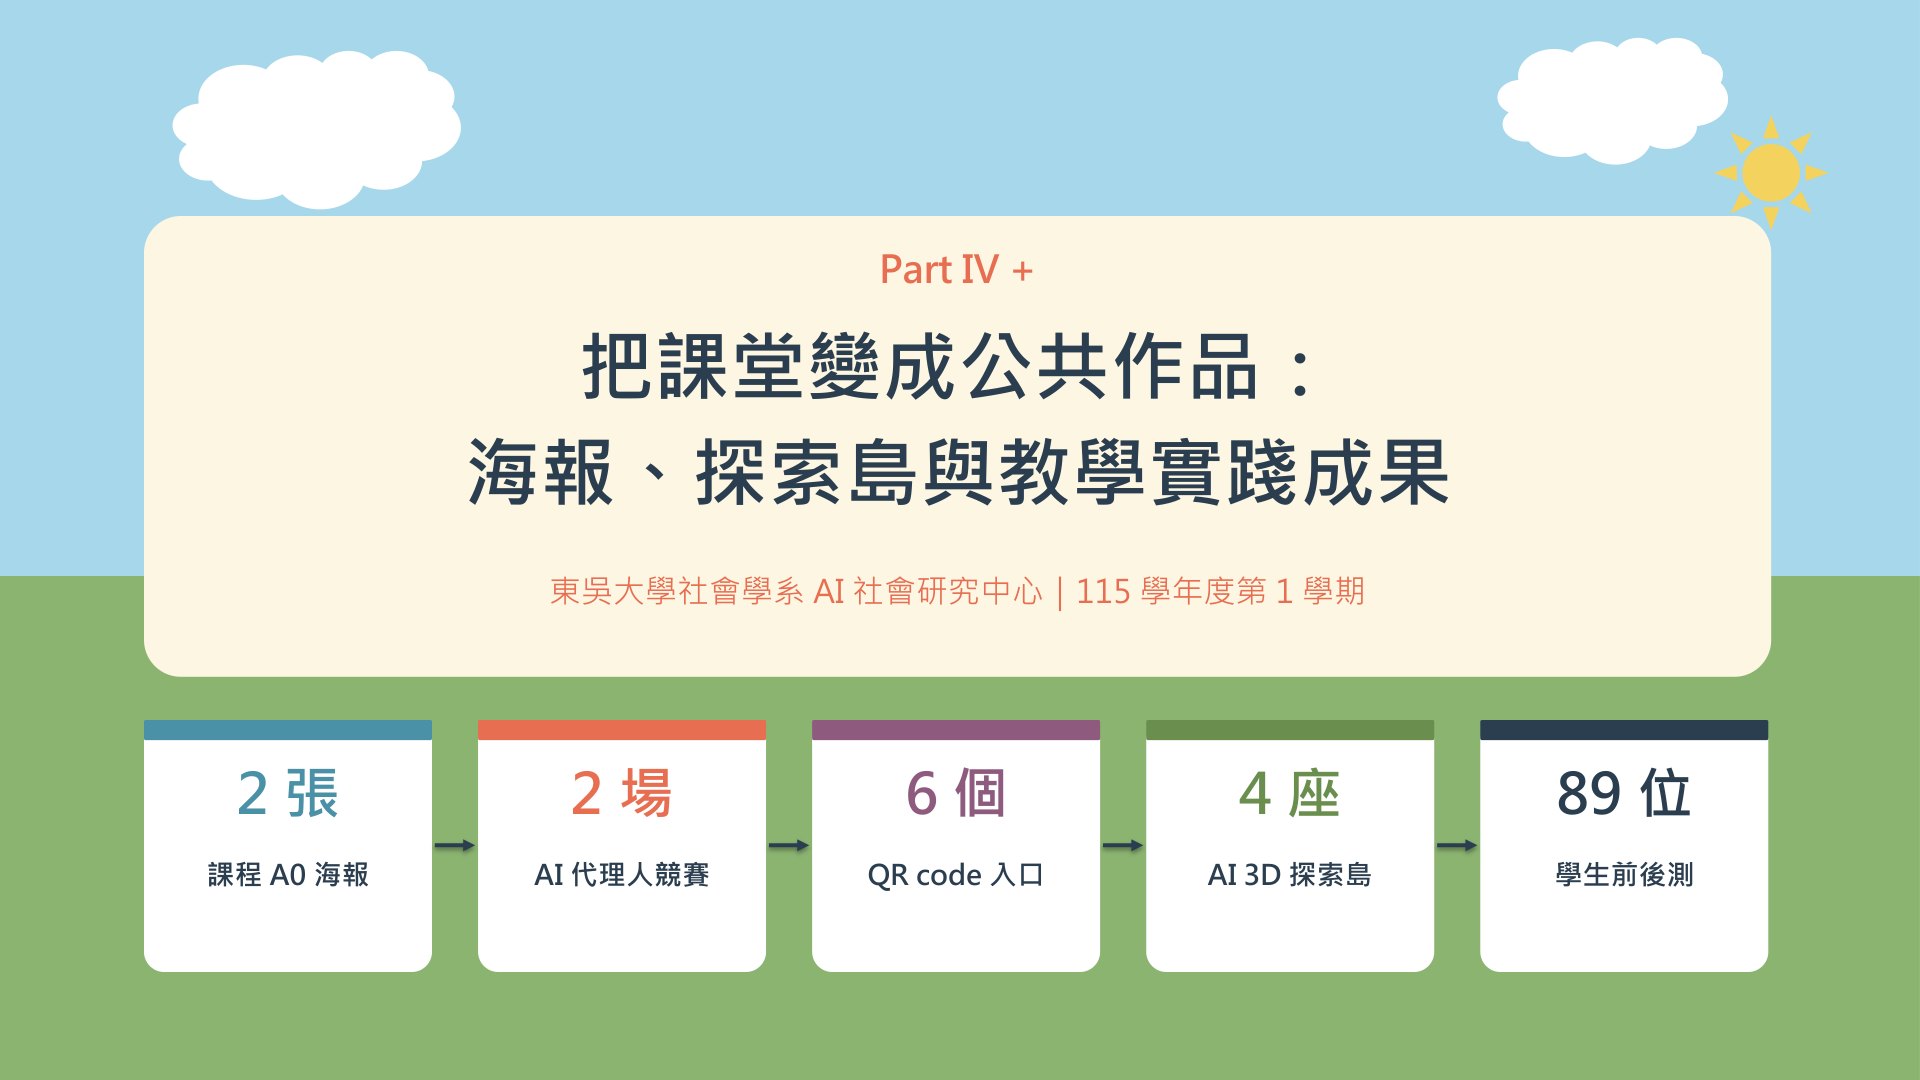 Part IV +
把課堂變成公共作品：
海報、探索島與教學實踐成果
東吳大學社會學系 AI 社會研究中心｜115 學年度第 1 學期
2 張
課程 A0 海報
2 場
AI 代理人競賽
6 個
QR code 入口
4 座
AI 3D 探索島
89 位
學生前後測